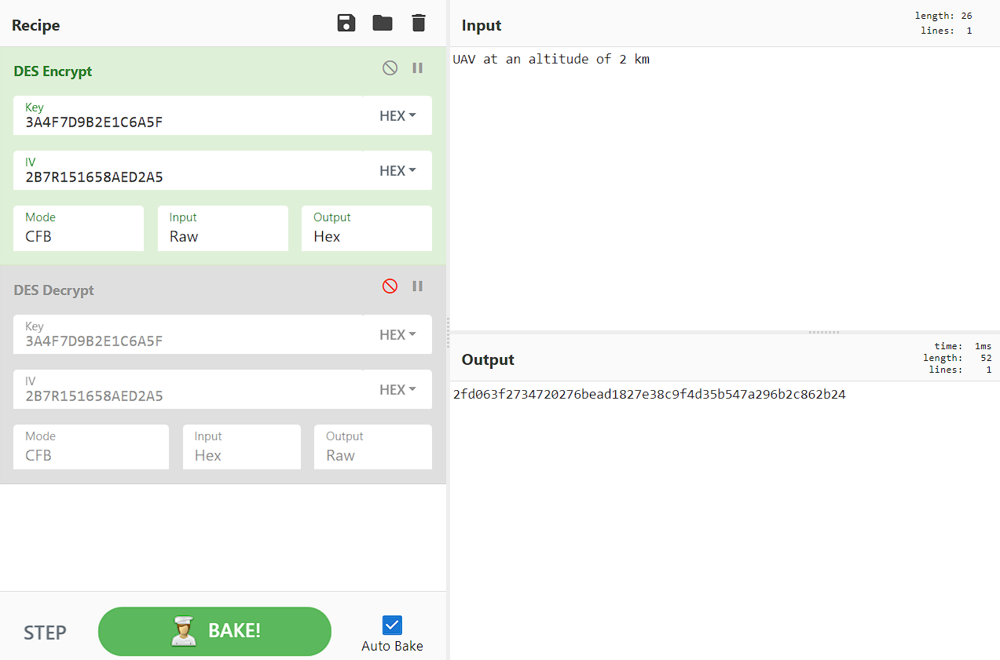 Recipe
DES Encrypt
Key
3A4F7D9B2E1C6A5F
HEX
IV
2B7R151658AED2A5
HEX
Mode
CFB
Input
Raw
Output
Hex
DES Decrypt
Key
3A4F7D9B2E1C6A5F
HEX
IV
2B7R151658AED2A5
HEX
Mode
CFB
Input
Hex
Output
Raw
STEP
BAKE!
Auto Bake
Input
length: 26
lines: 1
UAV at an altitude of 2 km
Output
time: 1ms
length: 52
lines: 1
2fd063f2734720276bead1827e38c9f4d35b547a296b2c862b24